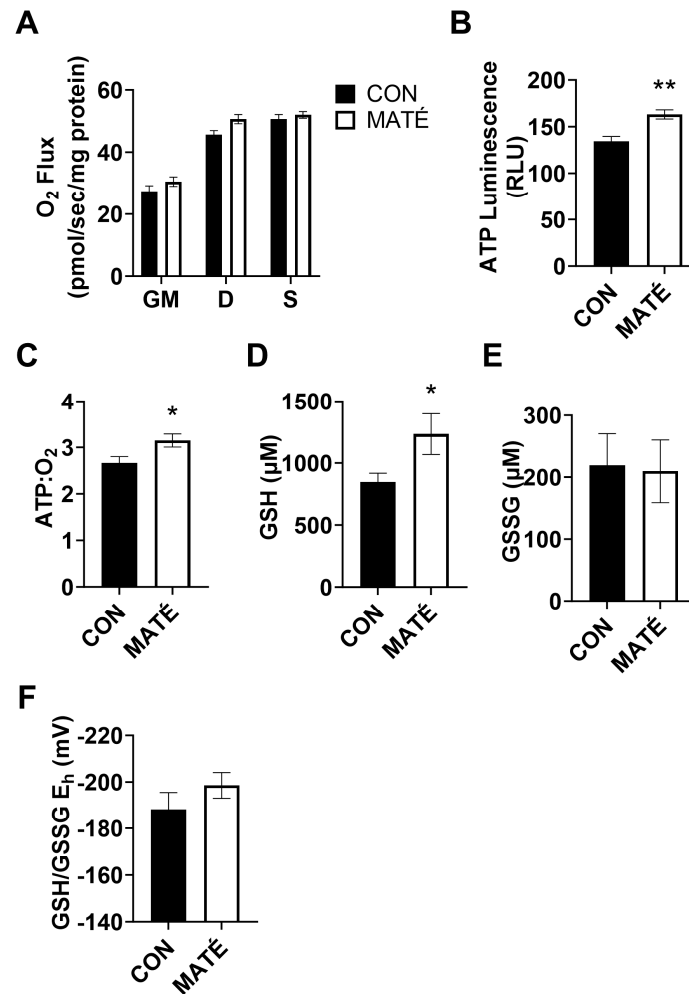 A
O2 Flux
(pmol/sec/mg protein)
60
40
20
0
GM D S
CON
MATÉ
B
ATP Luminescence
(RLU)
200
150
100
50
0
**
CON
MATÉ
C
ATP:O2
4
3
2
1
0
*
CON
MATÉ
D
GSH (µM)
1500
1000
500
0
*
CON
MATÉ
E
GSSG (µM)
300
200
100
0
CON
MATÉ
F
GSH/GSSG Eh (mV)
-220
-200
-180
-160
-140
CON
MATÉ